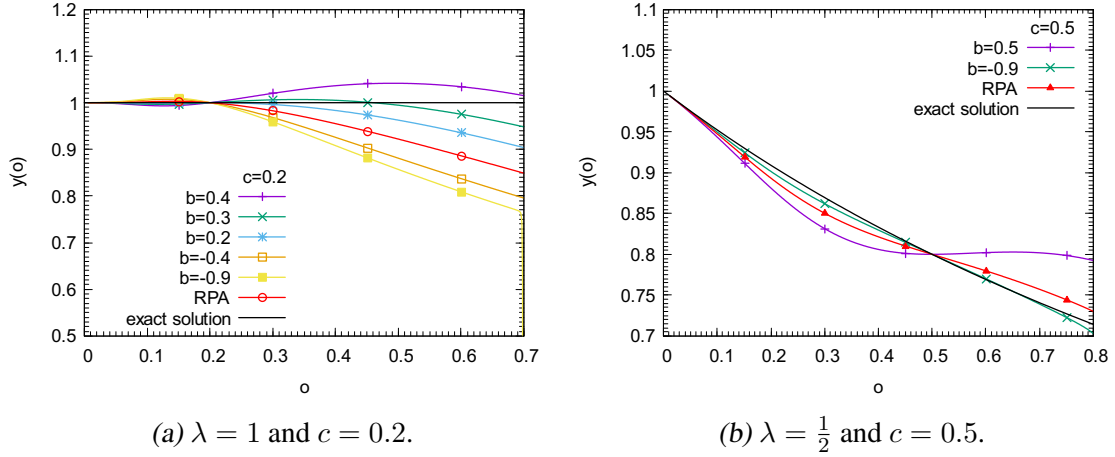 1.2
1.1
1
0.9
0.8
0.7
0.6
0.5
y(o)
c=0.2
b=0.4
b=0.3
b=0.2
b=-0.4
b=-0.9
RPA
exact solution
0 0.1 0.2 0.3 0.4 0.5 0.6 0.7
o
(a) λ = 1 and c = 0.2.
1.1
1.05
1
0.95
0.9
0.85
0.8
0.75
0.7
y(o)
c=0.5
b=0.5
b=-0.9
RPA
exact solution
0 0.1 0.2 0.3 0.4 0.5 0.6 0.7 0.8
o
(b) λ = 1/2 and c = 0.5.